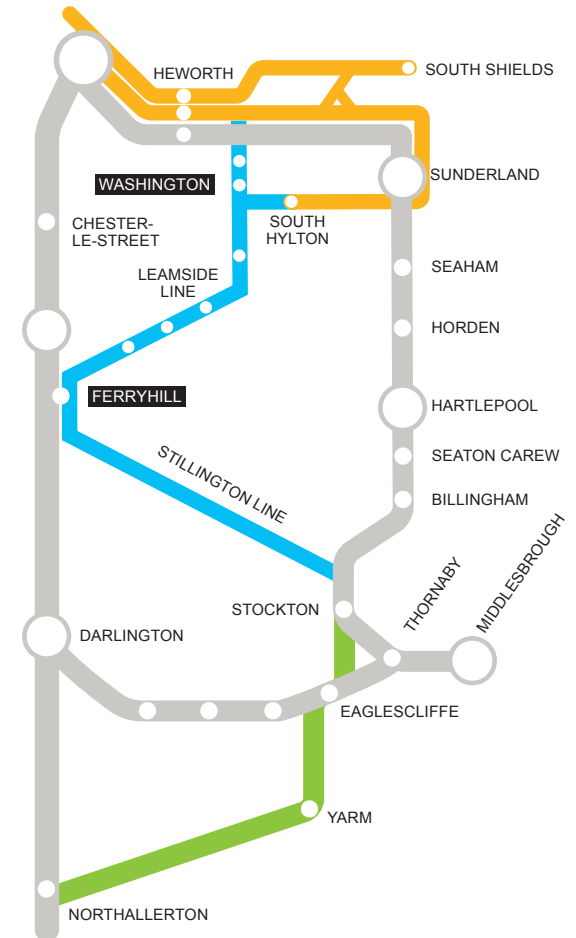 HEWORTH
SOUTH SHIELDS
WASHINGTON
SUNDERLAND
CHESTER-
LE-STREET
SOUTH
HYLTON
LEAMSIDE
LINE
SEAHAM
HORDEN
FERRYHILL
HARTLEPOOL
STILLINGTON LINE
SEATON CAREW
BILLINGHAM
THORNABY
MIDDLESBROUGH
STOCKTON
DARLINGTON
EAGLESCLIFFE
YARM
NORTHALLERTON